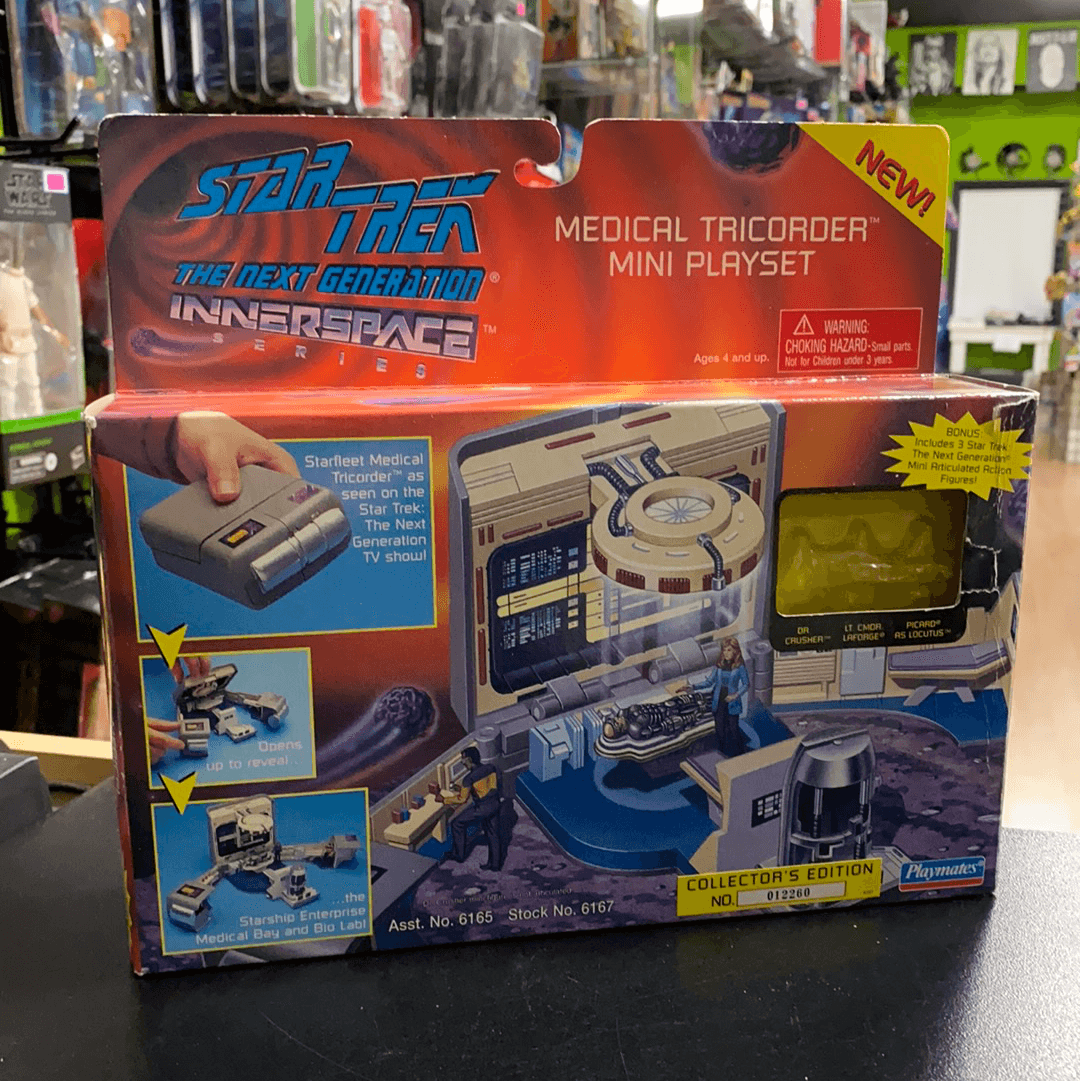 STAR
WARS
STAR
TREK
THE NEXT GENERATION®
INNERSPACE™
SERIES
MEDICAL TRICORDER™
MINI PLAYSET
NEW!
WARNING:
CHOKING HAZARD-Small parts.
Not for Children under 3 years.
Ages 4 and up.
BONUS
Includes 3 Star Trek
The Next Generation®
Mini Articulated Action
Figures!
Starfleet Medical
Tricorder™ as
seen on the
Star Trek:
The Next
Generation
TV show!
DR
CRUSHER™
LT CMDR
LAFORGE®
PICARD®
AS LOCUTUS™
Opens
up to reveal...
...the
Starship Enterprise
Medical Bay and Bio Lab!
Asst. No. 6165 Stock No. 6167
COLLECTOR'S EDITION
NO. 012260
Playmates®